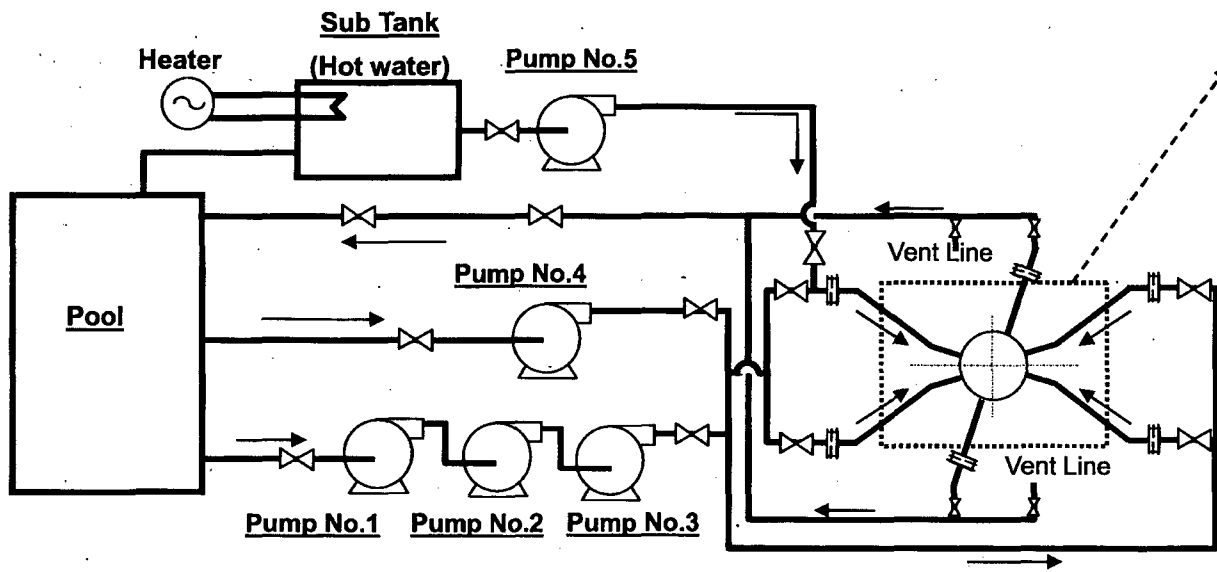 Sub Tank
(Hot water)
Heater
Pump No.5
Vent Line
Pump No.4
Pool
Vent Line
Pump No.1
Pump No.2
Pump No.3